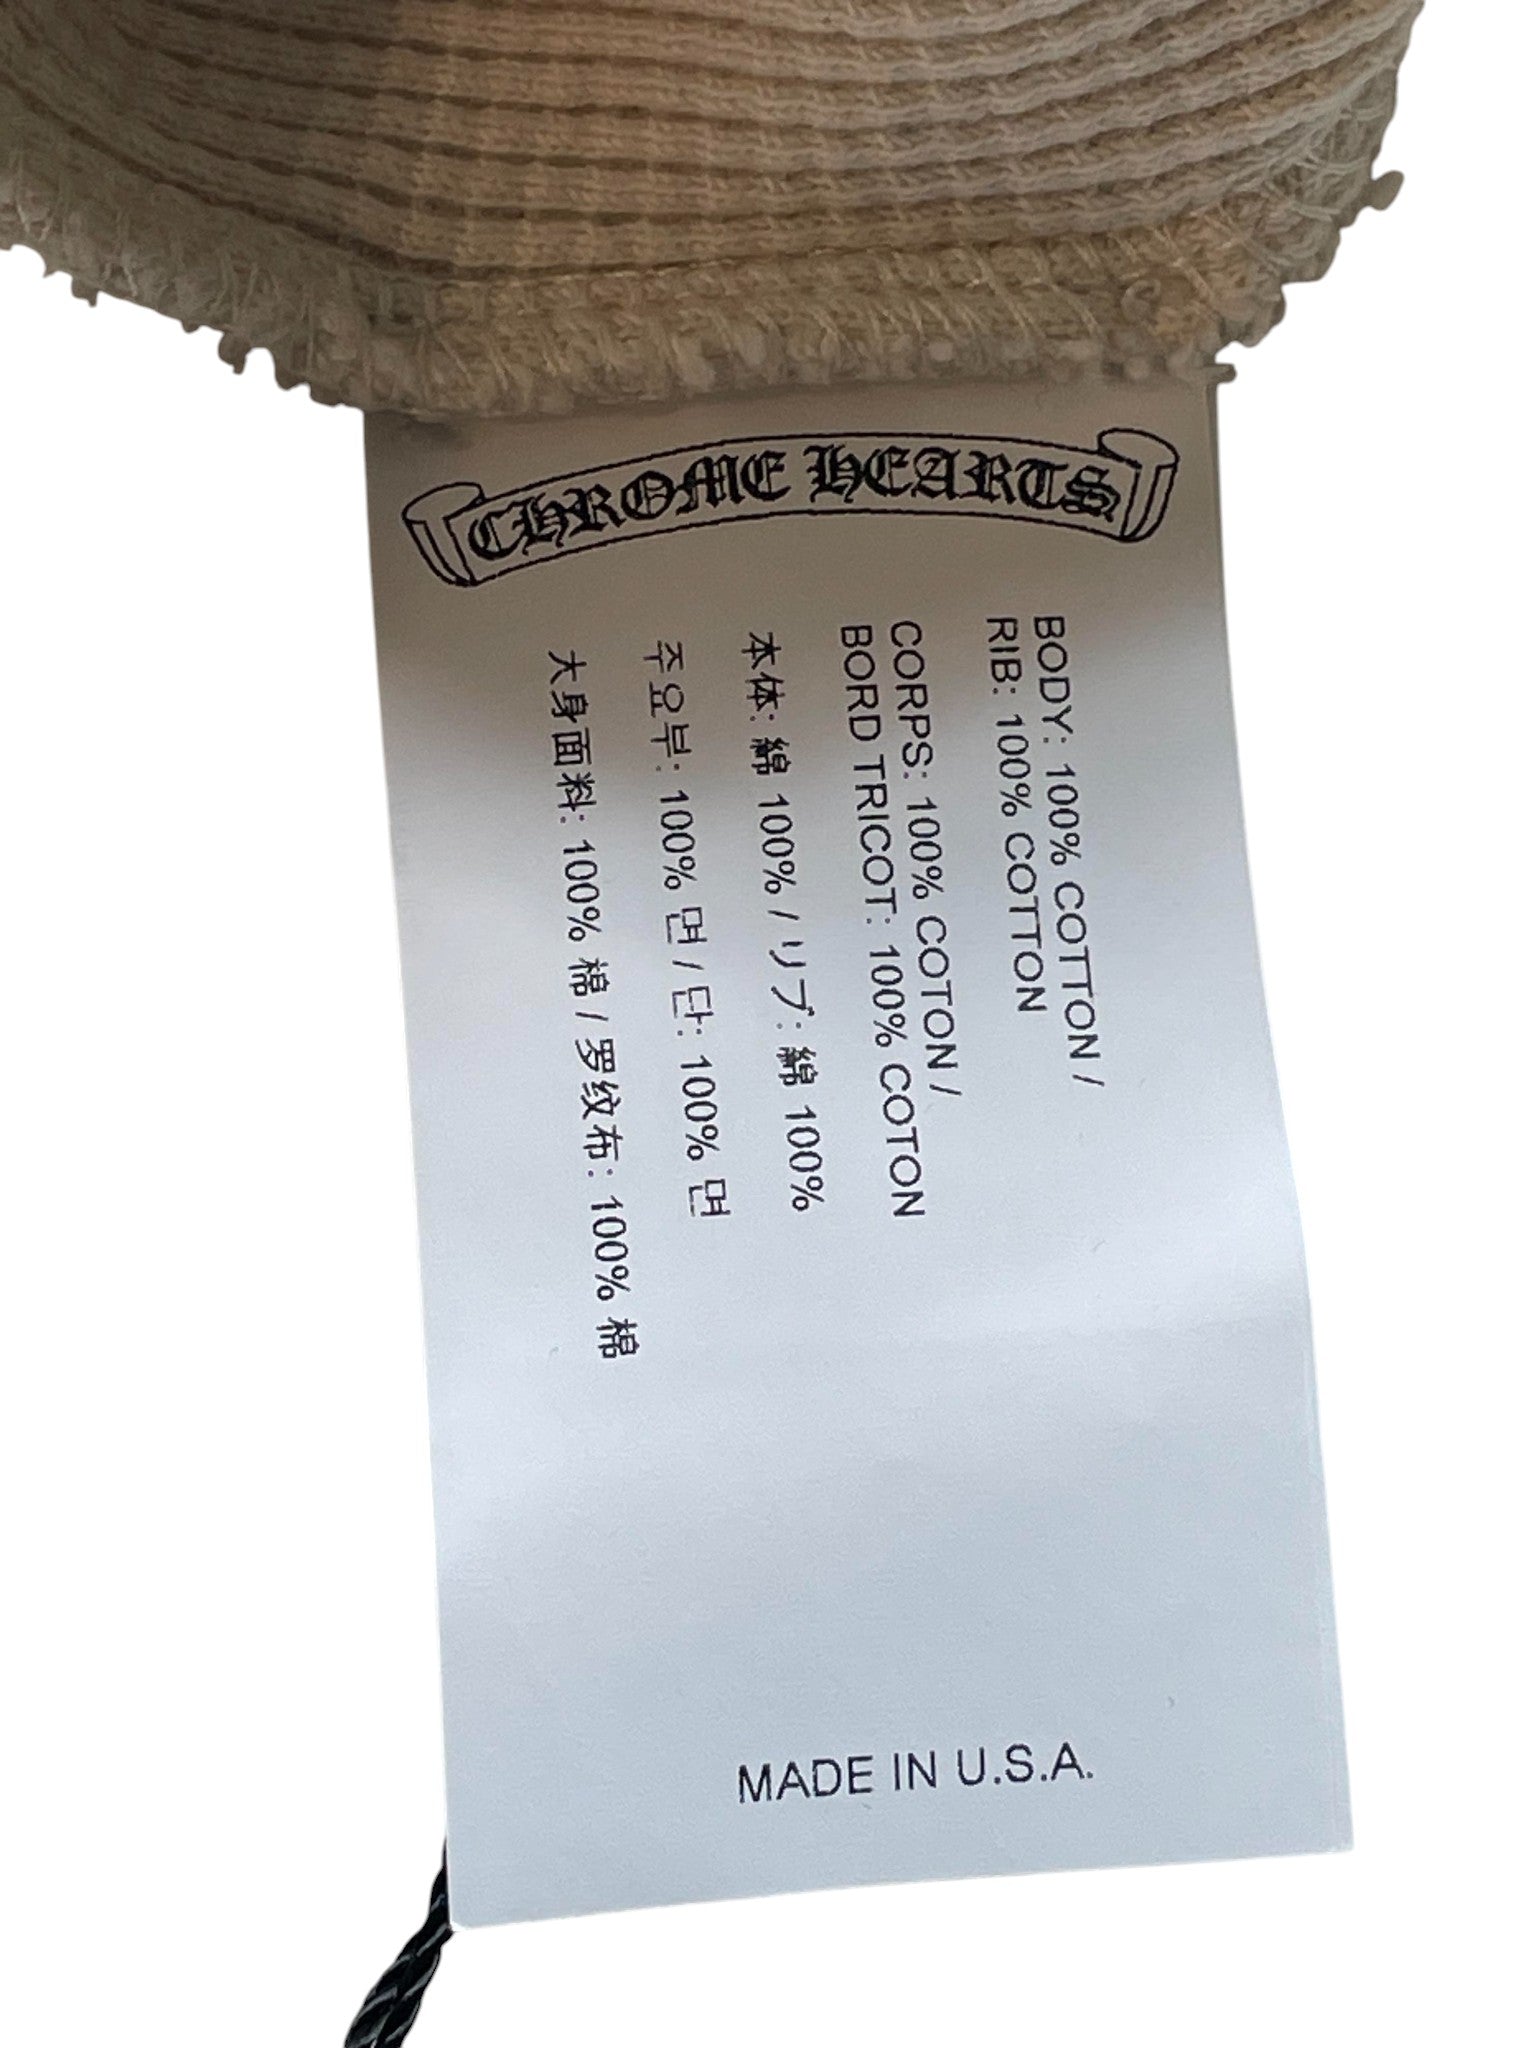 CHROME HEARTS
BODY: 100% COTTON /
RIB: 100% COTTON
CORPS: 100% COTON /
BORD TRICOT: 100% COTON
本体: 綿 100% / リブ: 綿 100%
주요부: 100% 면 / 단: 100% 면
大身面料: 100% 棉 / 罗纹布: 100% 棉
MADE IN U.S.A.